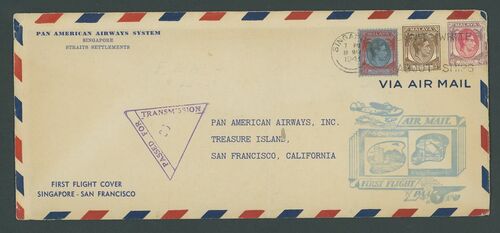 PAN AMERICAN AIRWAYS SYSTEM
SINGAPORE
STRAITS SETTLEMENTS
MALAYA
MALAYA
MALAYA
VIA AIR MAIL
PASSED FOR TRANSMISSION
PAN AMERICAN AIRWAYS, INC.
TREASURE ISLAND,
SAN FRANCISCO, CALIFORNIA
AIR MAIL
FIRST FLIGHT
FIRST FLIGHT COVER
SINGAPORE - SAN FRANCISCO